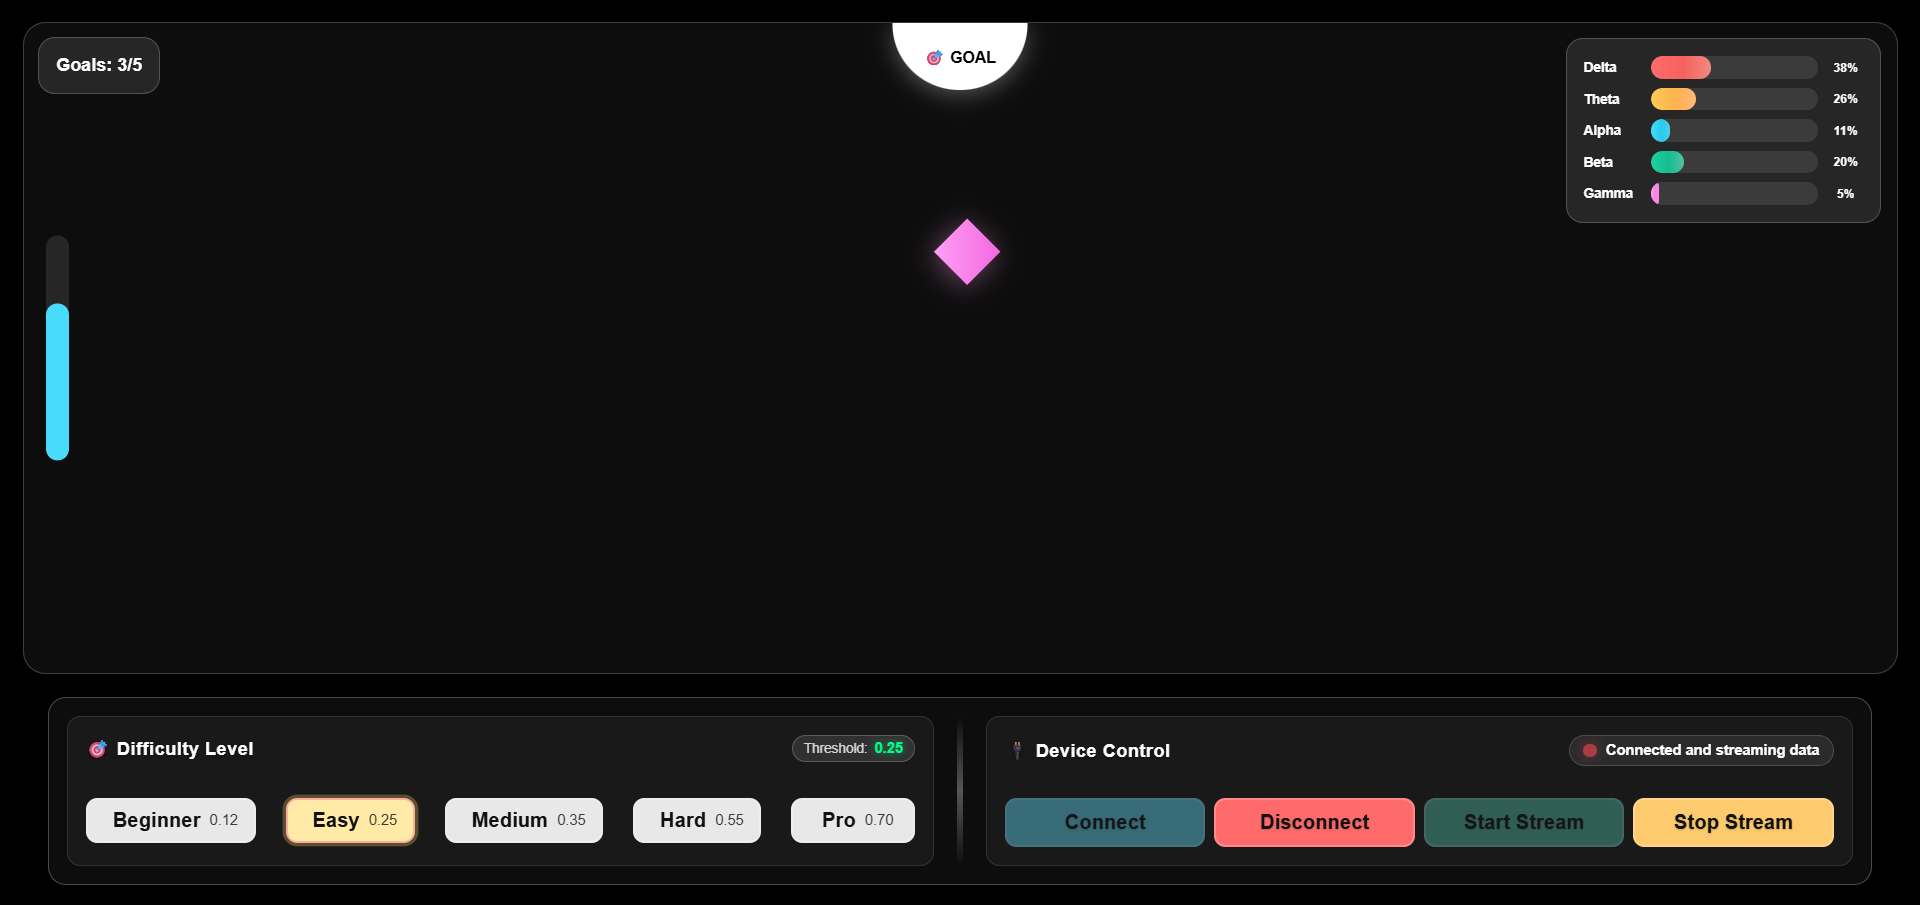 Goals: 3/5
GOAL
Delta 38%
Theta 26%
Alpha 11%
Beta 20%
Gamma 5%
Difficulty Level
Threshold: 0.25
Beginner 0.12
Easy 0.25
Medium 0.35
Hard 0.55
Pro 0.70
Device Control
Connected and streaming data
Connect
Disconnect
Start Stream
Stop Stream